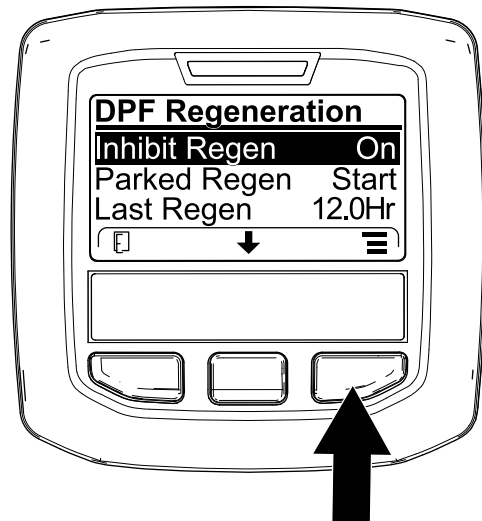 DPF Regeneration
Inhibit Regen On
Parked Regen Start
Last Regen 12.0Hr